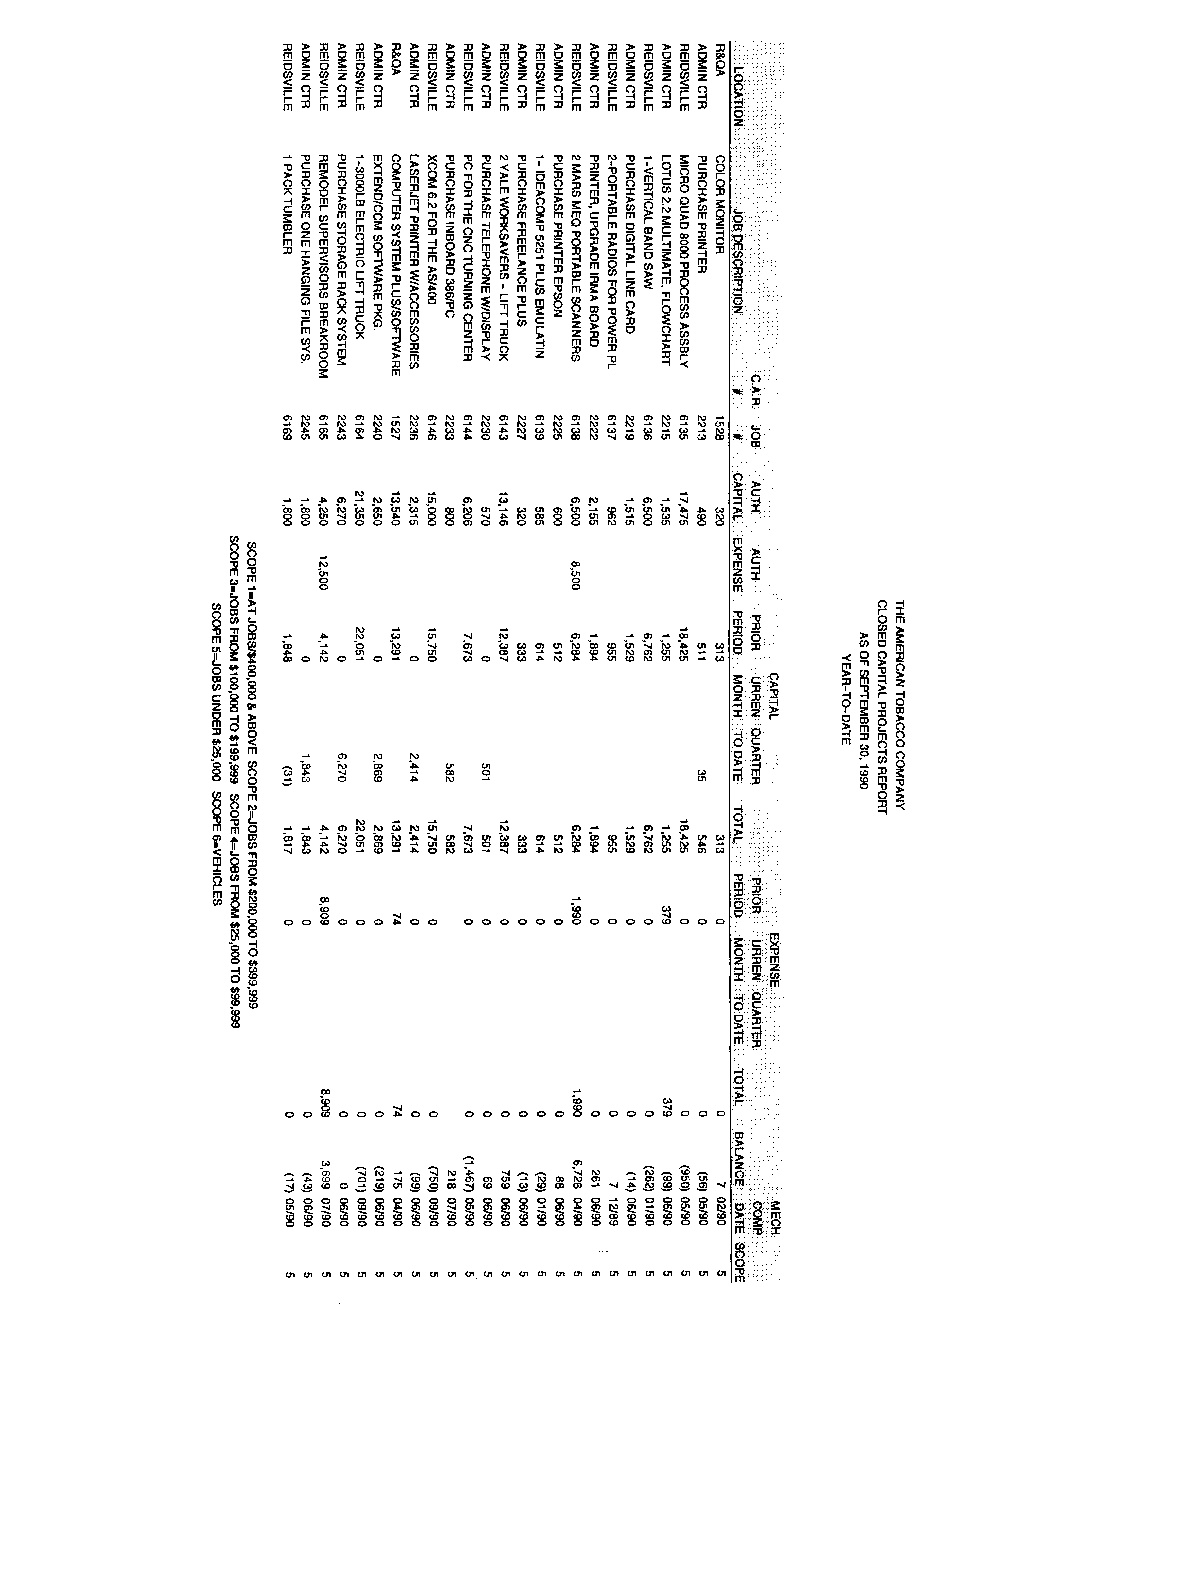 THE AMERICAN TOBACCO COMPANY
CLOSED CAPITAL PROJECTS REPORT
AS OF SEPTEMBER 30, 1990
YEAR-TO-DATE
CAPITAL EXPENSE MECH.
C.A.R. JOB AUTH AUTH PRIOR URREN QUARTER PRIOR URREN QUARTER COMP
LOCATION JOB DESCRIPTION # # CAPITAL EXPENSE PERIOD MONTH TO DATE TOTAL PERIOD MONTH TO DATE TOTAL BALANCE DATE SCOPE
R&QA COLOR MONITOR 1528 320 313 313 0 0 7 02/90 5
ADMIN CTR PURCHASE PRINTER 2213 490 511 35 546 0 0 (56) 05/90 5
REIDSVILLE MICRO QUAD 8000 PROCESS ASSBLY 6135 17,475 18,425 18,425 0 0 (950) 05/90 5
ADMIN CTR LOTUS 2.2 MULTIMATE, FLOWCHART 2215 1,535 1,255 1,255 379 379 (99) 05/90 5
REIDSVILLE 1-VERTICAL BAND SAW 6136 6,500 6,762 6,762 0 0 (262) 01/90 5
ADMIN CTR PURCHASE DIGITAL LINE CARD 2219 1,515 1,529 1,529 0 0 (14) 06/90 5
REIDSVILLE 2-PORTABLE RADIOS FOR POWER PL 6137 962 955 955 0 0 7 12/89 5
ADMIN CTR PRINTER, UPGRADE IRMA BOARD 2222 2,155 1,894 1,894 0 0 261 06/90 5
REIDSVILLE 2 MARS MEQ PORTABLE SCANNERS 6138 6,500 8,500 6,284 6,284 1,990 1,990 6,726 04/90 5
ADMIN CTR PURCHASE PRINTER EPSON 2225 600 512 512 0 0 88 06/90 5
REIDSVILLE 1- IDEACOMP 5251 PLUS EMULATIN 6139 585 614 614 0 0 (29) 01/90 5
ADMIN CTR PURCHASE FREELANCE PLUS 2227 320 333 333 0 0 (13) 06/90 5
REIDSVILLE 2 YALE WORKSAVERS - LIFT TRUCK 6143 13,146 12,387 12,387 0 0 759 06/90 5
ADMIN CTR PURCHASE TELEPHONE W/DISPLAY 2230 570 0 501 501 0 0 69 06/90 5
REIDSVILLE PC FOR THE CNC TURNING CENTER 6144 6,206 7,673 7,673 0 0 (1,467) 05/90 5
ADMIN CTR PURCHASE INBOARD 386/PC 2233 800 582 582 218 07/90 5
REIDSVILLE XCOM 6.2 FOR THE AS/400 6146 15,000 15,750 15,750 0 0 (750) 09/90 5
ADMIN CTR LASERJET PRINTER W/ACCESSORIES 2236 2,315 0 2,414 2,414 0 0 (99) 06/90 5
R&QA COMPUTER SYSTEM PLUS/SOFTWARE 1527 13,540 13,291 13,291 74 74 175 04/90 5
ADMIN CTR EXTEND/CCM SOFTWARE PKG. 2240 2,650 0 2,869 2,869 0 0 (219) 06/90 5
REIDSVILLE 1-3000LB ELECTRIC LIFT TRUCK 6164 21,350 22,051 22,051 0 0 (701) 09/90 5
ADMIN CTR PURCHASE STORAGE RACK SYSTEM 2243 6,270 0 6,270 6,270 0 0 0 06/90 5
REIDSVILLE REMODEL SUPERVISORS BREAKROOM 6165 4,250 12,500 4,142 4,142 8,909 8,909 3,699 07/90 5
ADMIN CTR PURCHASE ONE HANGING FILE SYS. 2245 1,800 0 1,843 1,843 0 0 (43) 06/90 5
REIDSVILLE 1 PACK TUMBLER 6169 1,800 1,848 (31) 1,817 0 0 (17) 05/90 5
SCOPE 1=AT JOBS/$400,000 & ABOVE SCOPE 2=JOBS FROM $200,000 TO $399,999
SCOPE 3=JOBS FROM $100,000 TO $199,999 SCOPE 4=JOBS FROM $25,000 TO $99,999
SCOPE 5=JOBS UNDER $25,000 SCOPE 6=VEHICLES